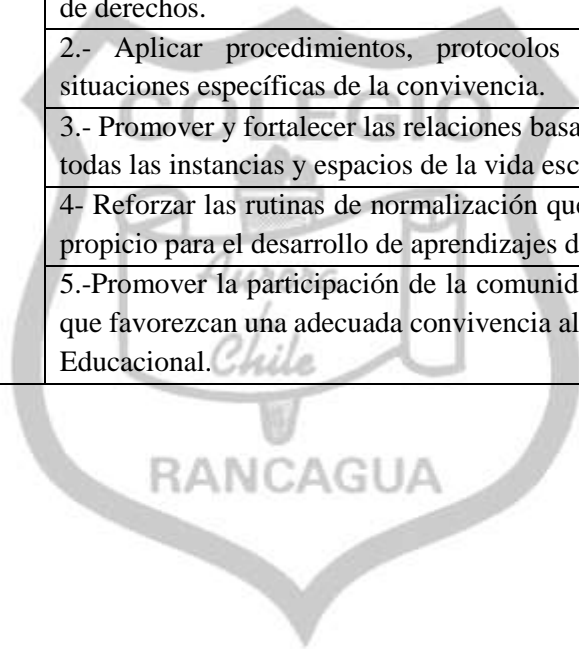 de derechos.
2.- Aplicar procedimientos, protocolos
situaciones específicas de la convivencia.
3.- Promover y fortalecer las relaciones basa
todas las instancias y espacios de la vida esc
4- Reforzar las rutinas de normalización que
propicio para el desarrollo de aprendizajes d
5.-Promover la participación de la comunid
que favorezcan una adecuada convivencia al
Educacional.
COLEGIO
Aurora
de
Chile
RANCAGUA